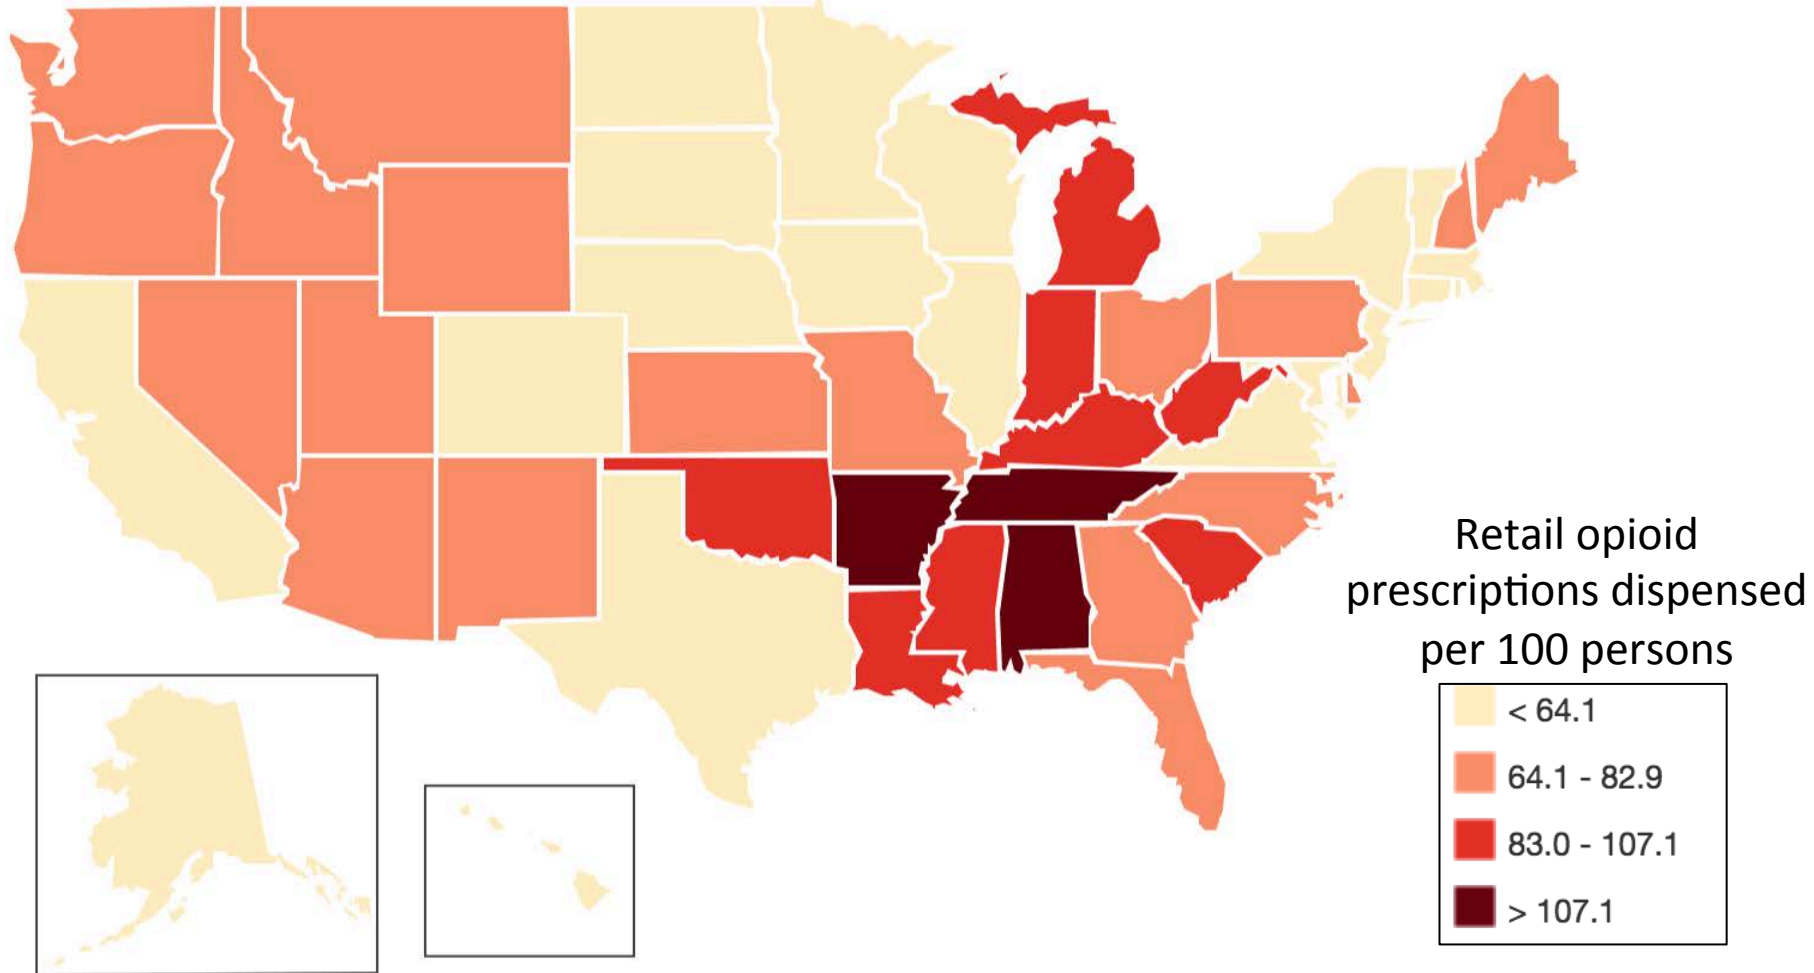 Retail opioid
prescriptions dispensed
per 100 persons
< 64.1
64.1 - 82.9
83.0 - 107.1
> 107.1